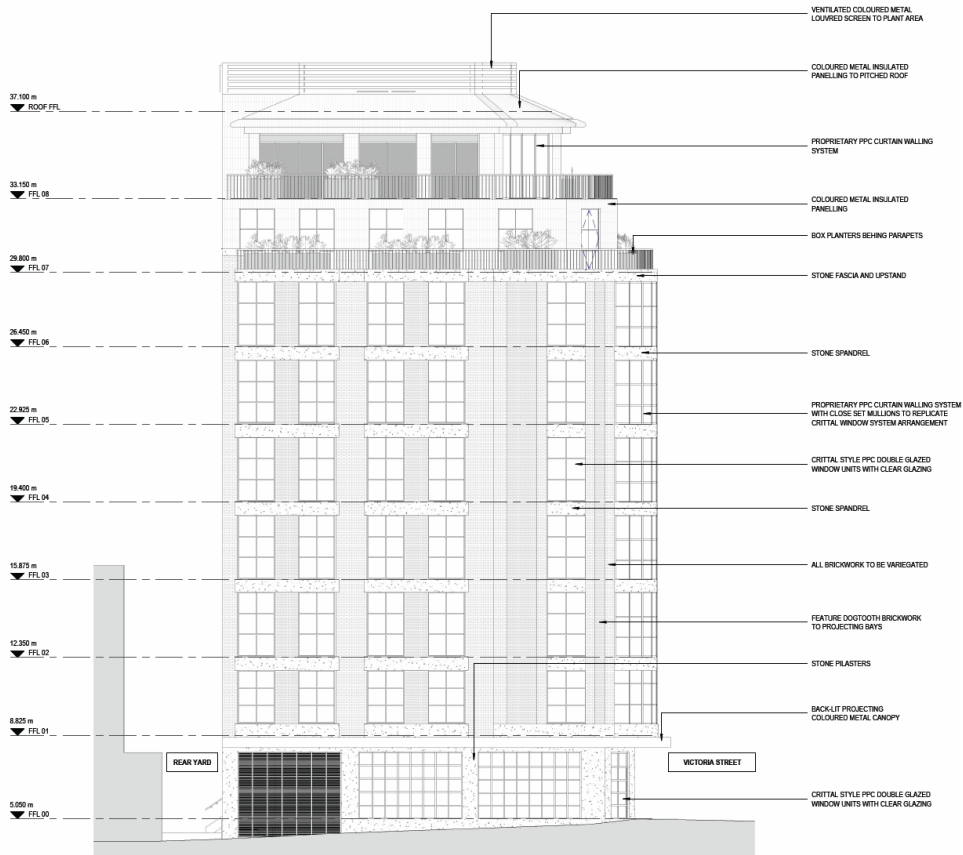 VENTILATED COLOURED METAL
LOUVRED SCREEN TO PLANT AREA
COLOURED METAL INSULATED
PANELLING TO PITCHED ROOF
37.100 m
ROOF FFL
PROPRIETARY PPC CURTAIN WALLING
SYSTEM
33.150 m
FFL 08
COLOURED METAL INSULATED
PANELLING
BOX PLANTERS BEHING PARAPETS
29.800 m
FFL 07
STONE FASCIA AND UPSTAND
26.450 m
FFL 06
STONE SPANDREL
22.925 m
FFL 05
PROPRIETARY PPC CURTAIN WALLING SYSTEM
WITH CLOSE SET MULLIONS TO REPLICATE
CRITTAL WINDOW SYSTEM ARRANGEMENT
CRITTAL STYLE PPC DOUBLE GLAZED
WINDOW UNITS WITH CLEAR GLAZING
19.400 m
FFL 04
STONE SPANDREL
15.875 m
FFL 03
ALL BRICKWORK TO BE VARIEGATED
FEATURE DOGTOOTH BRICKWORK
TO PROJECTING BAYS
12.350 m
FFL 02
STONE PILASTERS
8.825 m
FFL 01
BACK-LIT PROJECTING
COLOURED METAL CANOPY
REAR YARD
VICTORIA STREET
CRITTAL STYLE PPC DOUBLE GLAZED
WINDOW UNITS WITH CLEAR GLAZING
5.050 m
FFL 00